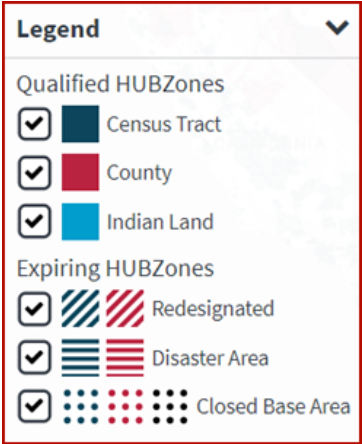 Legend
Qualified HUBZones
Census Tract
County
Indian Land
Expiring HUBZones
Redesignated
Disaster Area
Closed Base Area